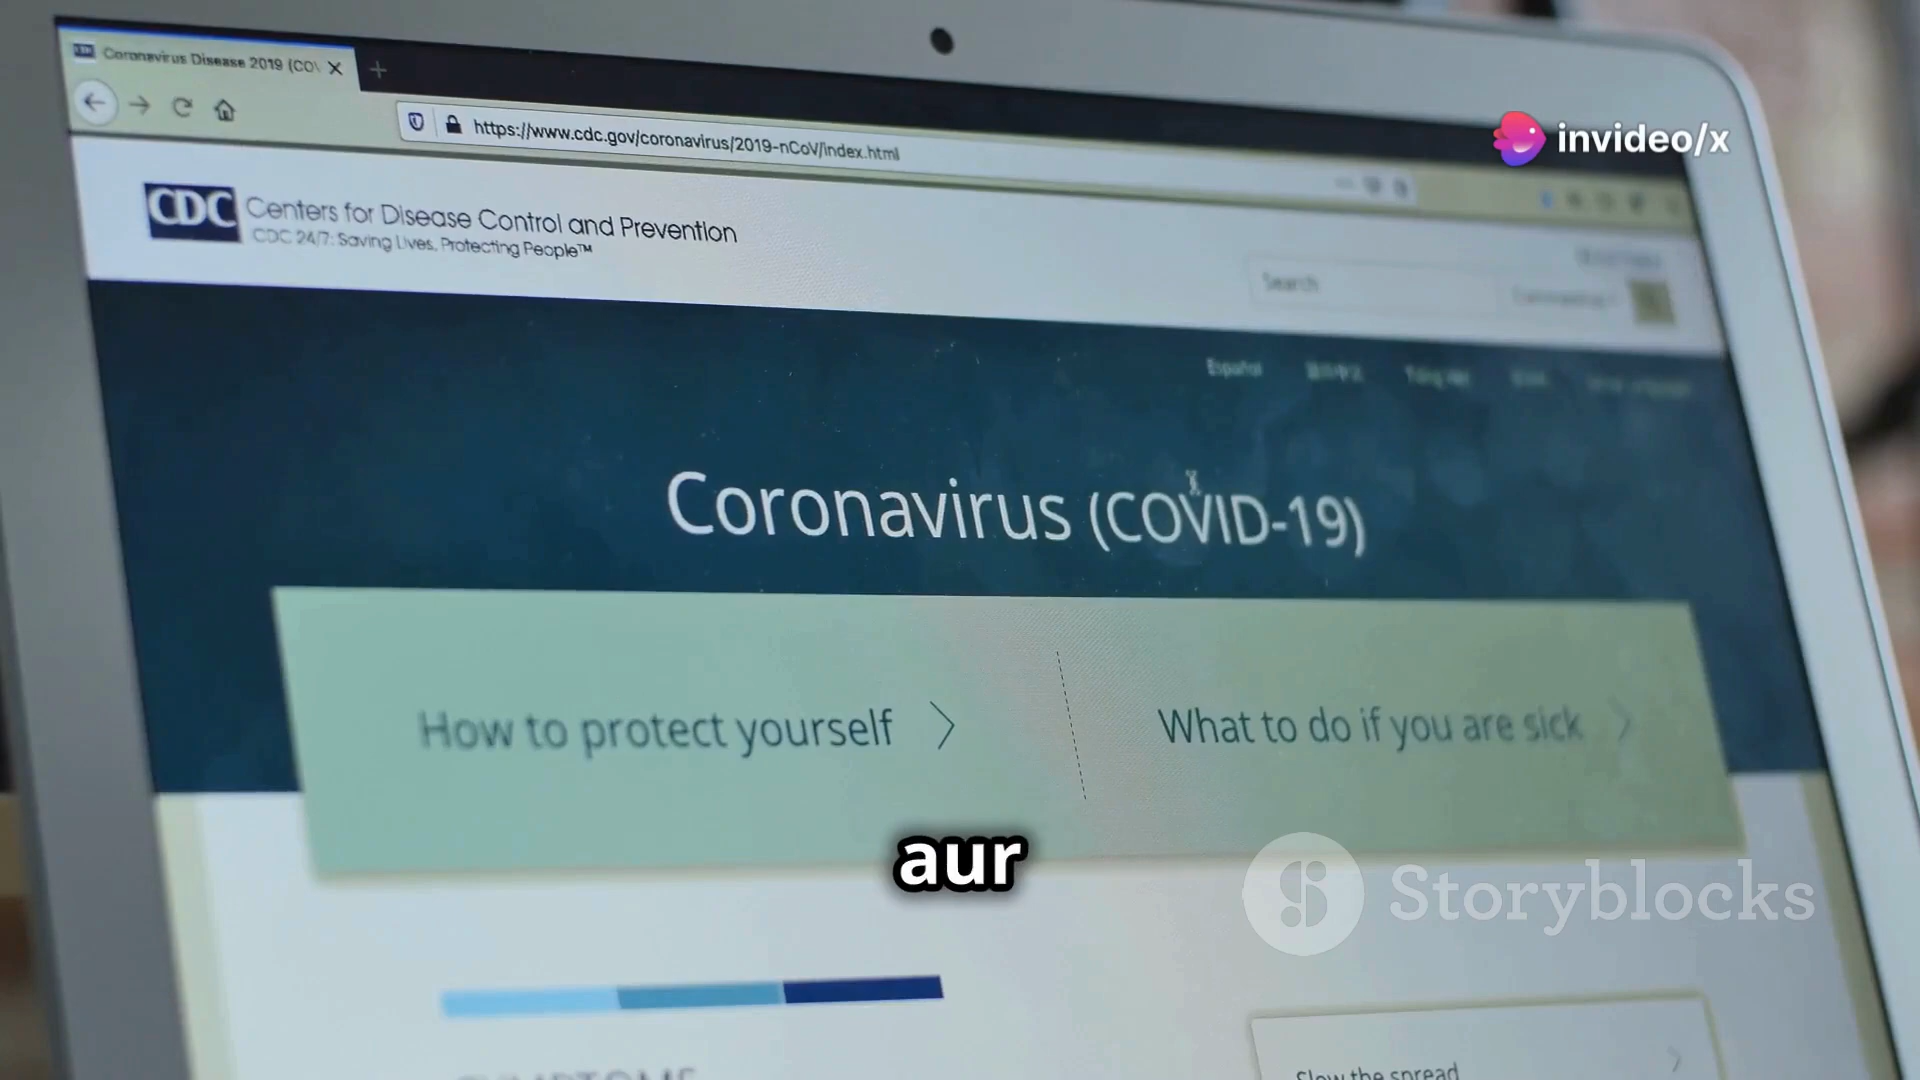 Coronavirus Disease 2019 (COV
https://www.cdc.gov/coronavirus/2019-nCoV/index.html
invideo/x
CDC Centers for Disease Control and Prevention
CDC 24/7: Saving Lives, Protecting People™
Search
Español
Coronavirus (COVID-19)
How to protect yourself
What to do if you are sick
aur
Storyblocks
Slow the spread